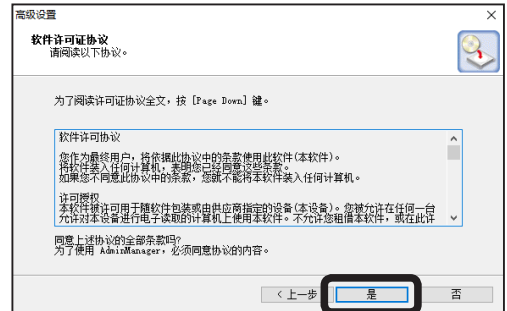 高级设置
软件许可证协议
请阅读以下协议。
为了阅读许可证协议全文，按 [Page Down] 键。
软件许可协议
您作为最终用户，将依据此协议中的条款使用此软件(本软件)。
将软件装入任何计算机，表明您已经同意这些条款。
如果您不同意此协议中的条款，您就不能将本软件装入任何计算机。
许可授权
本软件被许可用于随软件包装或由供应商指定的设备(本设备)。您被允许在任何一台
允许对本设备进行电子读取的计算机上使用本软件。不允许您租借本软件，或在此许
同意上述协议的全部条款吗?
为了使用 AdminManager，必须同意协议的内容。
< 上一步
是
否